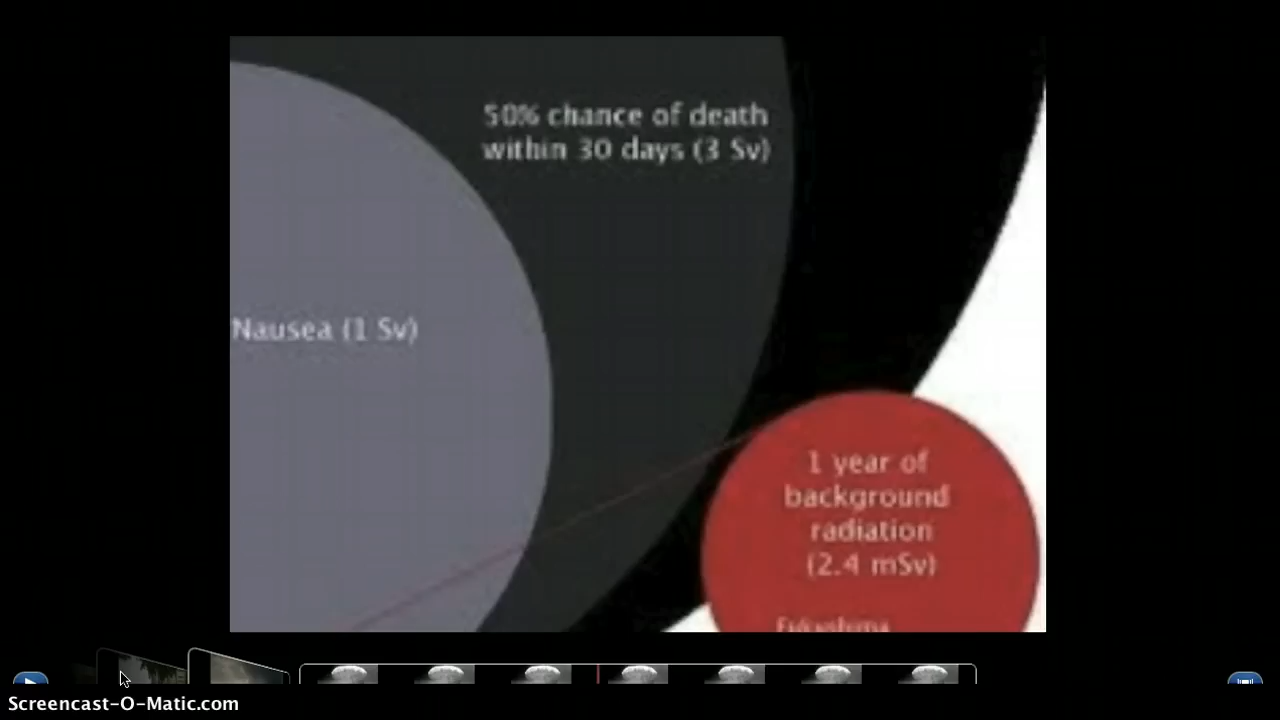 50% chance of death
within 30 days (3 Sv)
Nausea (1 Sv)
1 year of
background
radiation
(2.4 mSv)
Fukushima
Screencast-O-Matic.com